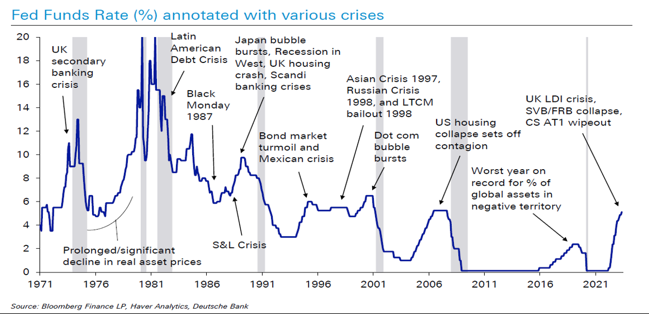 Fed Funds Rate (%) annotated with various crises
20
18
16
14
12
10
8
6
4
2
0
UK
secondary
banking
crisis
Latin
American
Debt Crisis
Japan bubble
bursts, Recession in
West, UK housing
crash, Scandi
banking crises
Black
Monday
1987
Asian Crisis 1997,
Russian Crisis
1998, and LTCM
bailout 1998
Bond market
turmoil and
Mexican crisis
Dot com
bubble
bursts
US housing
collapse sets off
contagion
UK LDI crisis,
SVB/FRB collapse,
CS AT1 wipeout
Worst year on
record for % of
global assets in
negative territory
S&L Crisis
Prolonged/significant
decline in real asset prices
1971 1976 1981 1986 1991 1996 2001 2006 2011 2016 2021
Source: Bloomberg Finance LP, Haver Analytics, Deutsche Bank